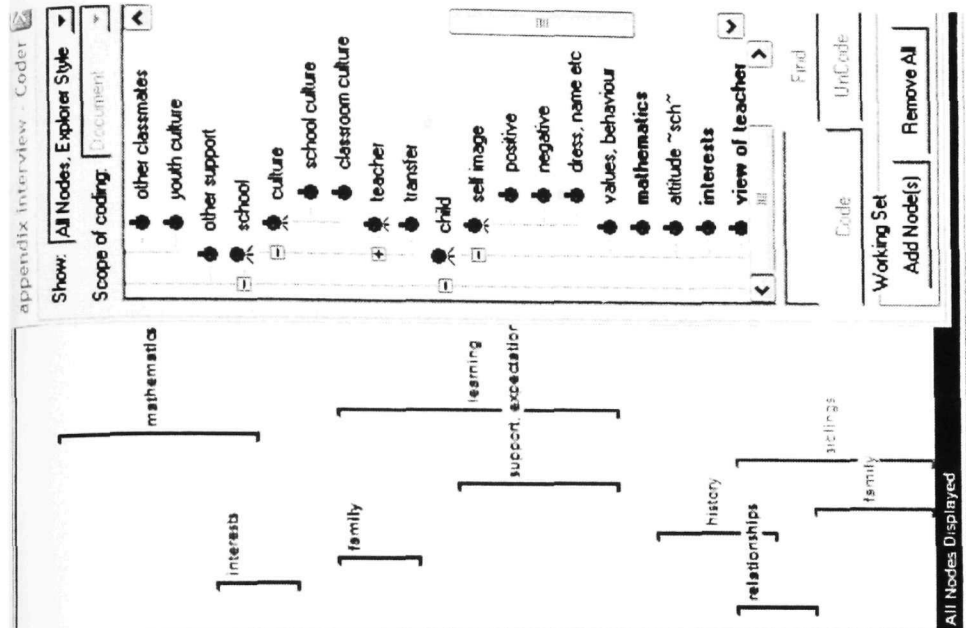 appendix interview - Coder
Show: All Nodes, Explorer Style
Scope of coding: Document
other classmates
youth culture
other support
school
culture
school culture
classroom culture
teacher
transfer
child
self image
positive
negative
dress, name etc
values, behaviour
mathematics
attitude ~sch~
interests
view of teacher
Code
Find
UnCode
Working Set
Add Node(s)
Remove All
mathematics
learning
support, expectation
siblings
family
history
relationships
family
interests
All Nodes Displayed